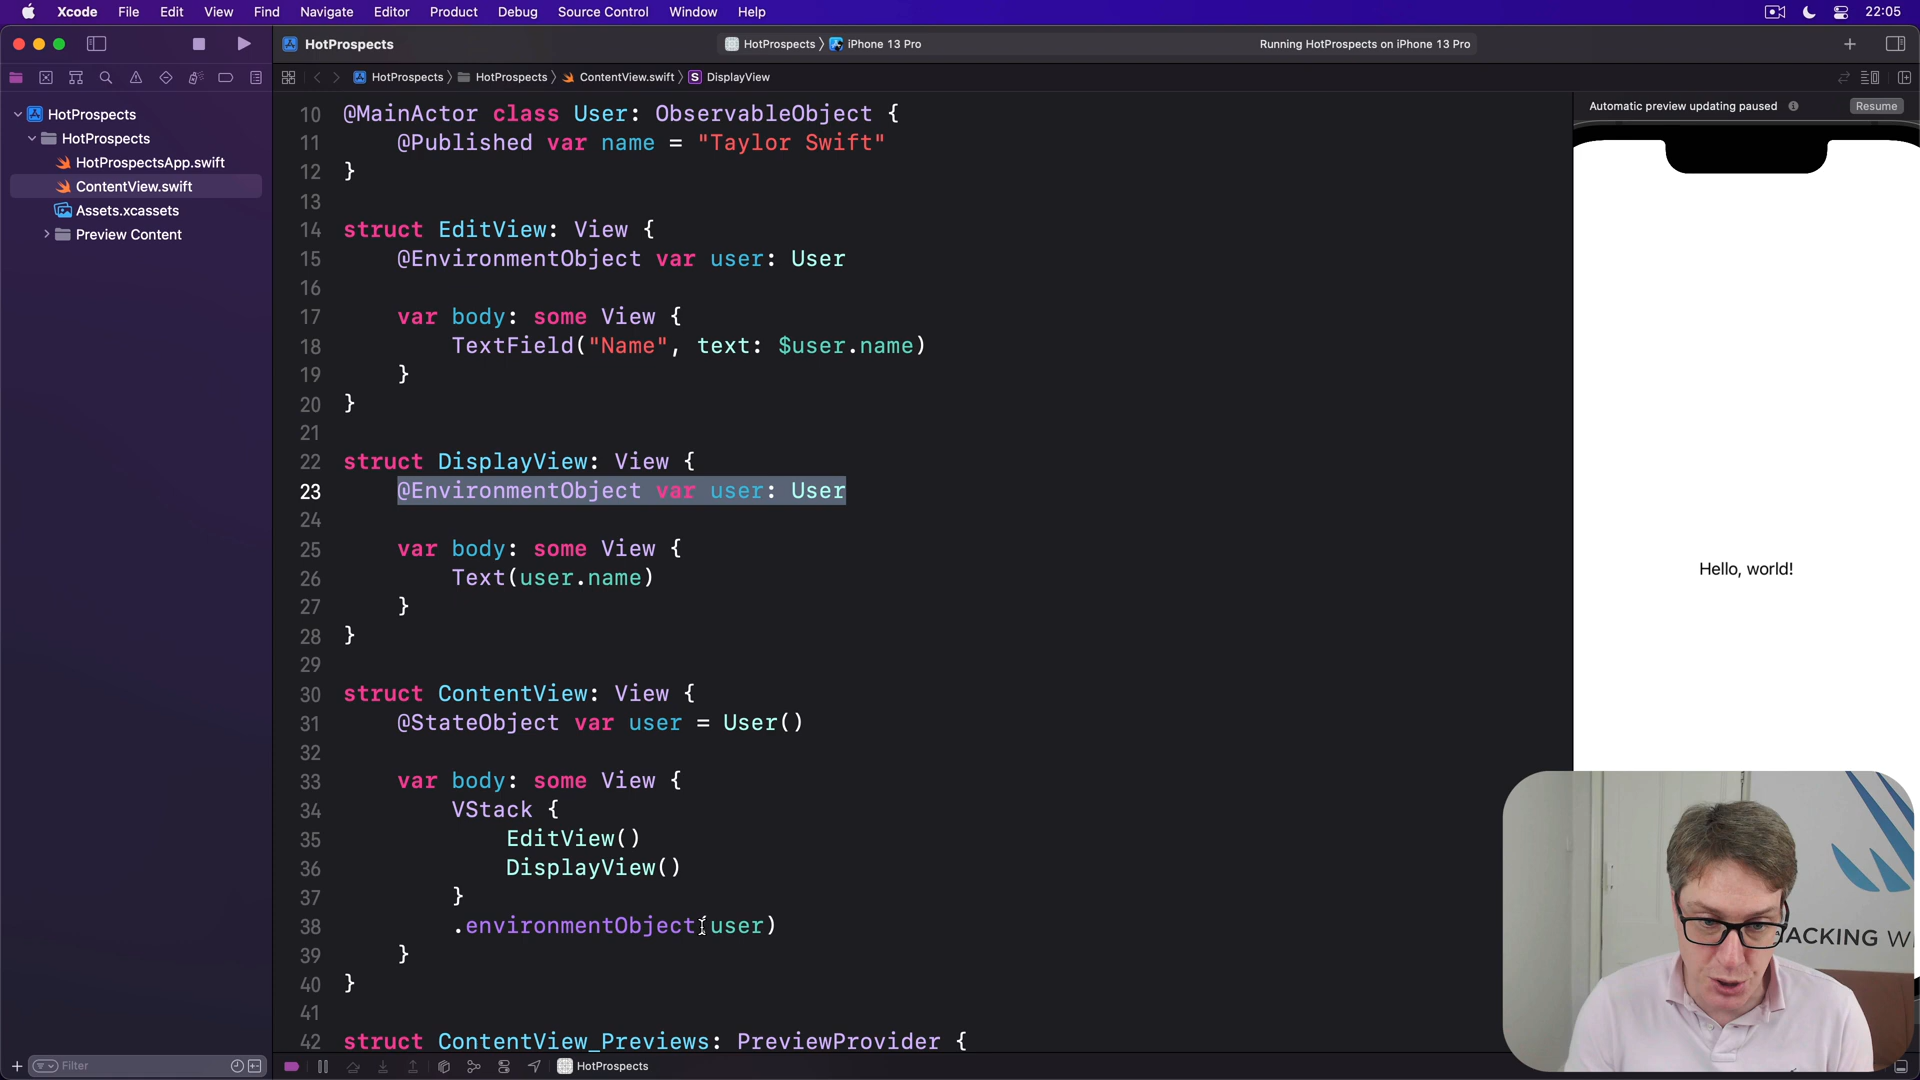 Xcode File Edit View Find Navigate Editor Product Debug Source Control Window Help 22:05
HotProspects HotProspects iPhone 13 Pro Running HotProspects on iPhone 13 Pro
HotProspects HotProspects ContentView.swift S DisplayView
HotProspects
HotProspects
HotProspectsApp.swift
ContentView.swift
Assets.xcassets
Preview Content
10 @MainActor class User: ObservableObject {
11 @Published var name = "Taylor Swift"
12 }
13
14 struct EditView: View {
15 @EnvironmentObject var user: User
16
17 var body: some View {
18 TextField("Name", text: $user.name)
19 }
20 }
21
22 struct DisplayView: View {
23 @EnvironmentObject var user: User
24
25 var body: some View {
26 Text(user.name)
27 }
28 }
29
30 struct ContentView: View {
31 @StateObject var user = User()
32
33 var body: some View {
34 VStack {
35 EditView()
36 DisplayView()
37 }
38 .environmentObject(user)
39 }
40 }
41
42 struct ContentView_Previews: PreviewProvider {
Automatic preview updating paused Resume
Hello, world!
HACKING W
Filter
HotProspects